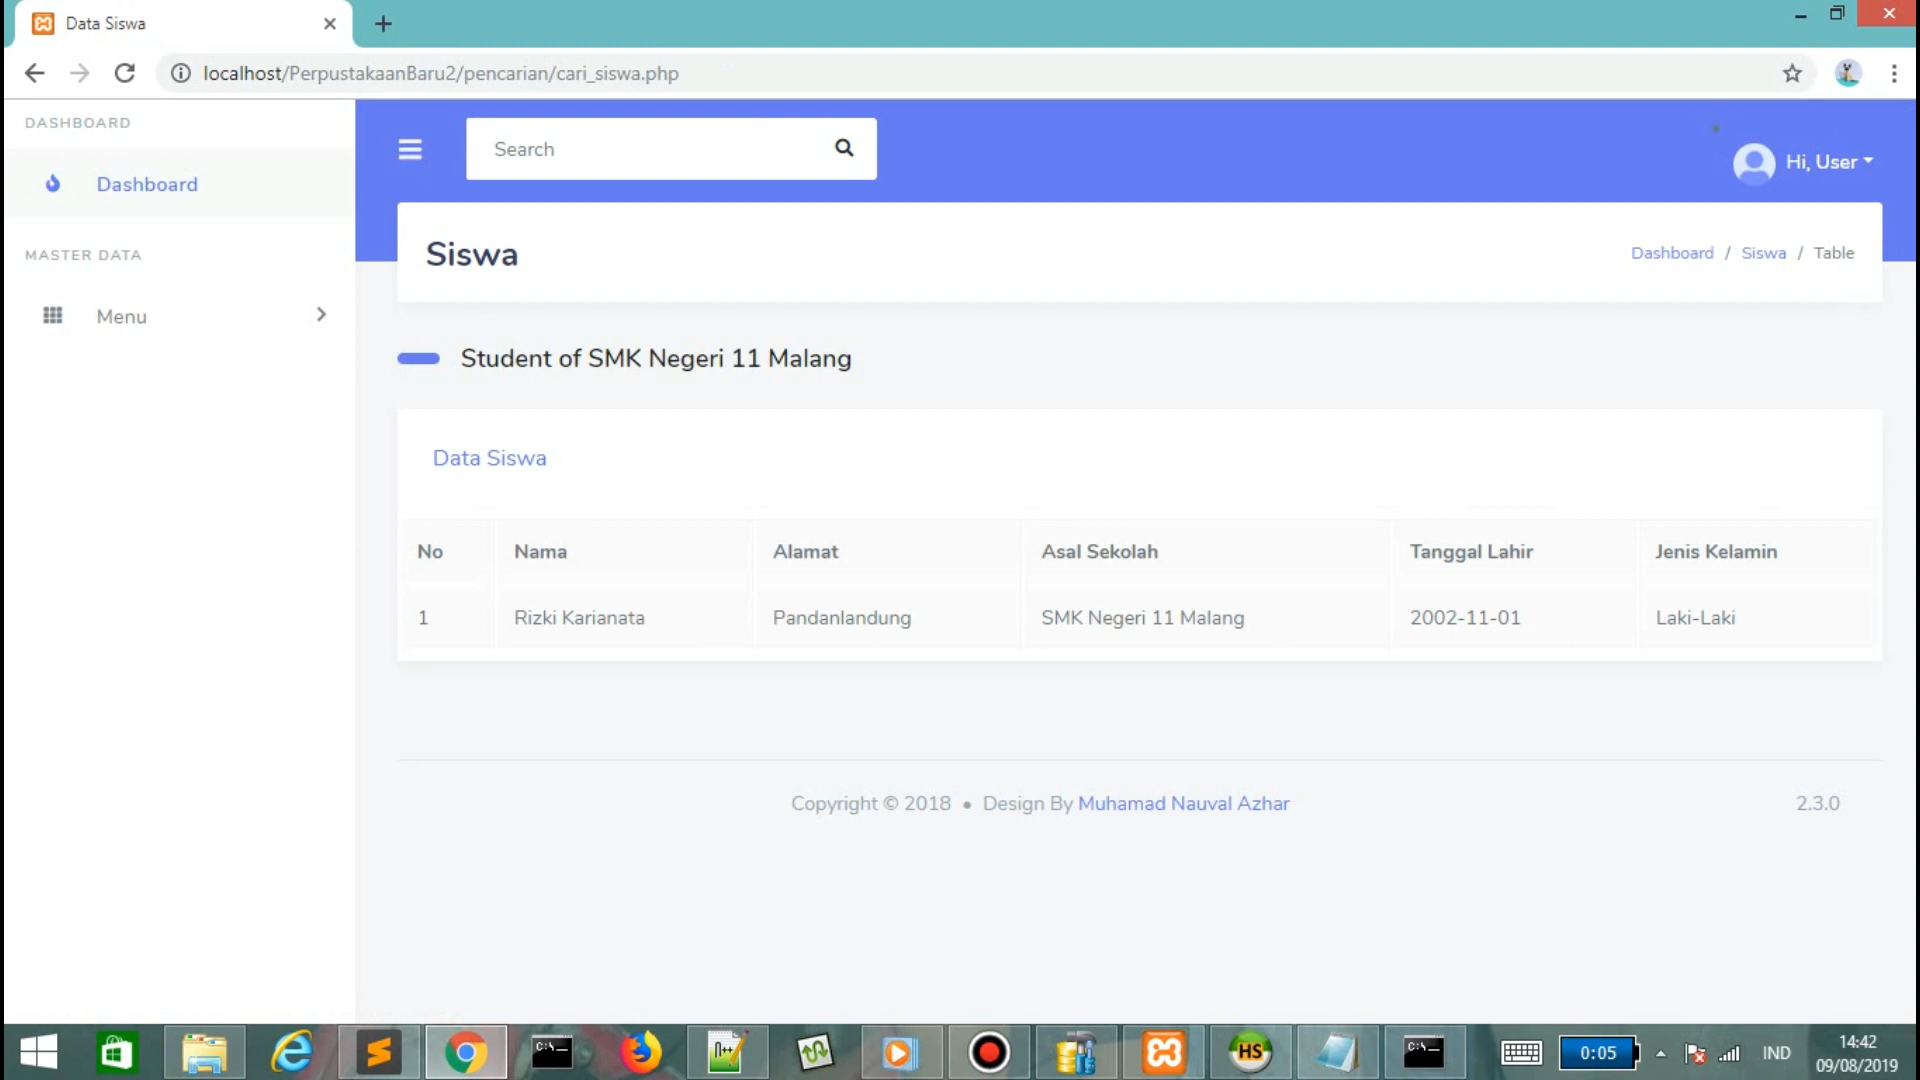 Data Siswa
localhost/PerpustakaanBaru2/pencarian/cari_siswa.php
DASHBOARD
Dashboard
MASTER DATA
Menu
Search
Hi, User
Siswa
Dashboard / Siswa / Table
Student of SMK Negeri 11 Malang
Data Siswa
No Nama Alamat Asal Sekolah Tanggal Lahir Jenis Kelamin
1 Rizki Karianata Pandanlandung SMK Negeri 11 Malang 2002-11-01 Laki-Laki
Copyright © 2018 • Design By Muhamad Nauval Azhar 2.3.0
HS
0:05
IND
14:42
09/08/2019